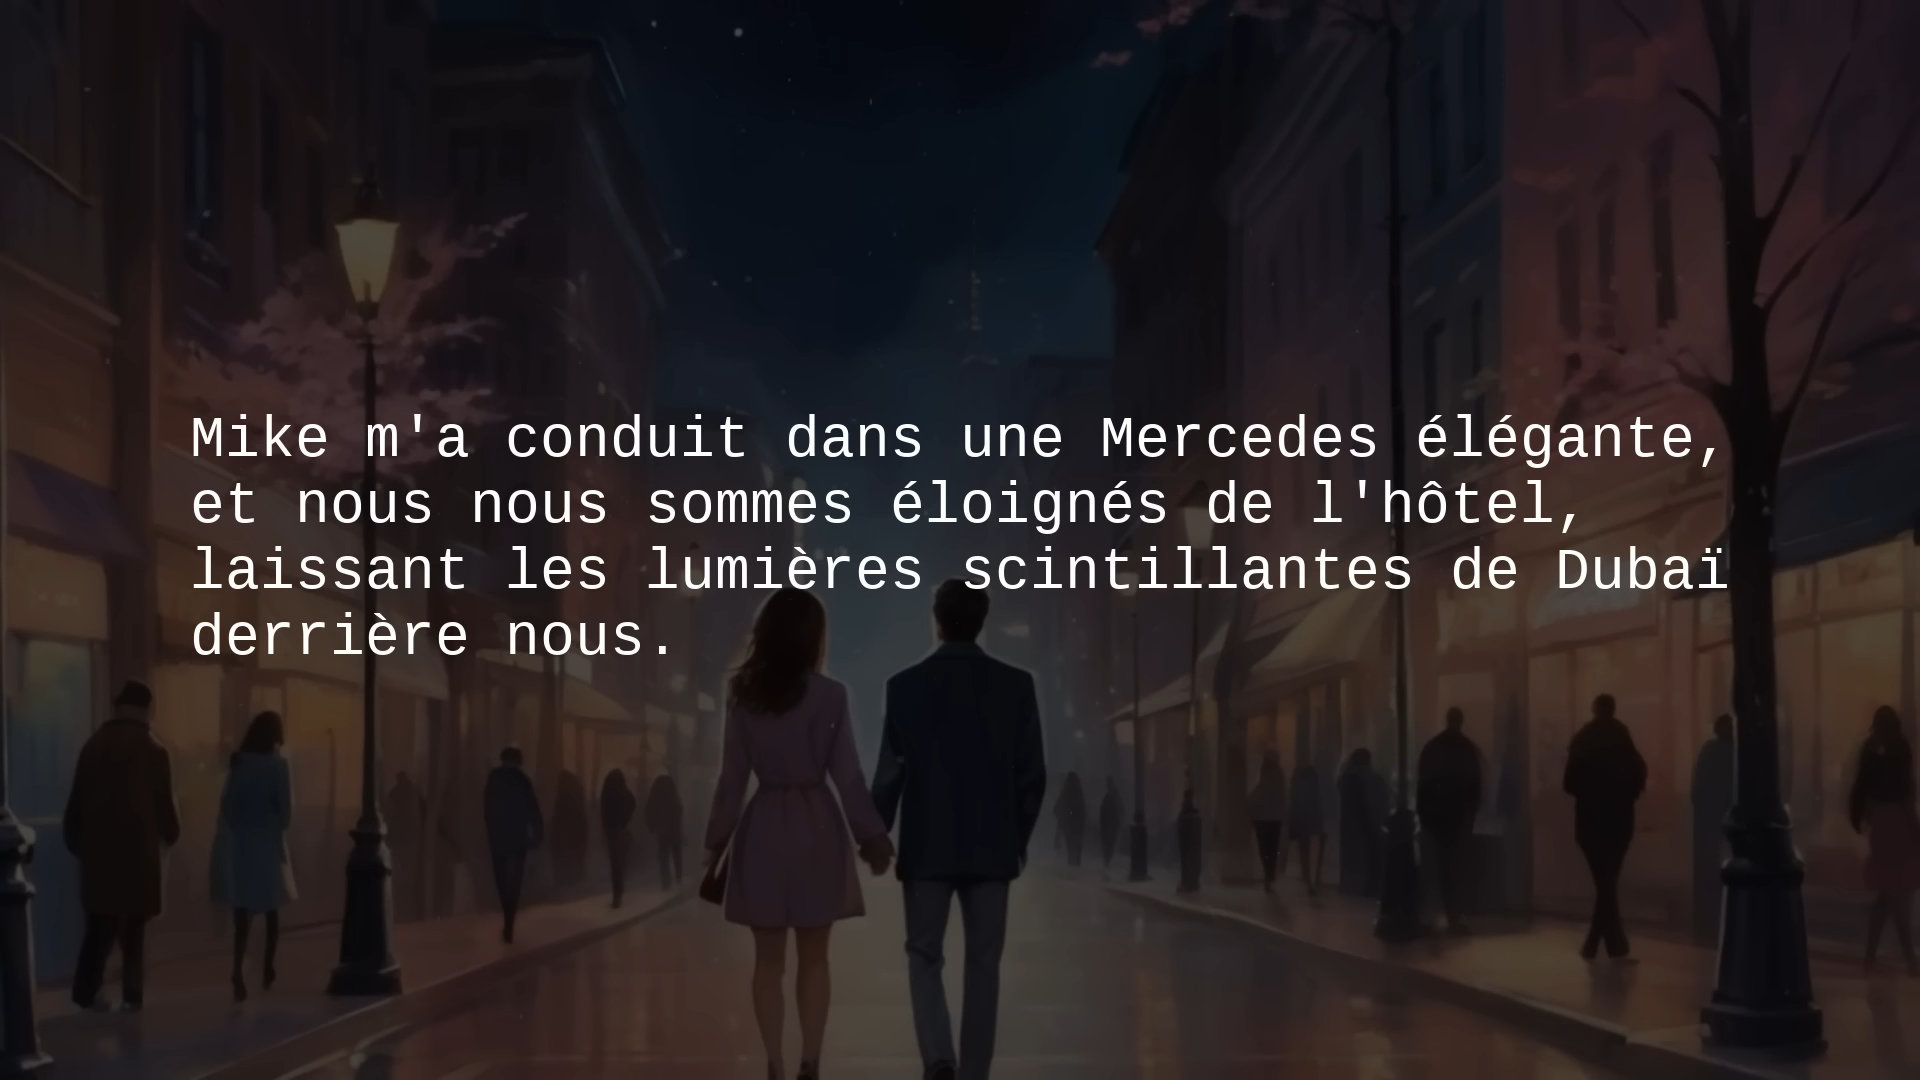 Mike m'a conduit dans une Mercedes élégante,
et nous nous sommes éloignés de l'hôtel,
laissant les lumières scintillantes de Dubaï
derrière nous.